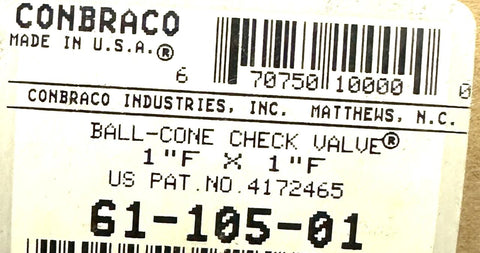 CONBRACO
MADE IN U.S.A.®
6 70750 10000 0
CONBRACO INDUSTRIES, INC. MATTHEWS, N.C.
BALL-CONE CHECK VALVE®
1"F X 1"F
US PAT.NO.4172465
61-105-01